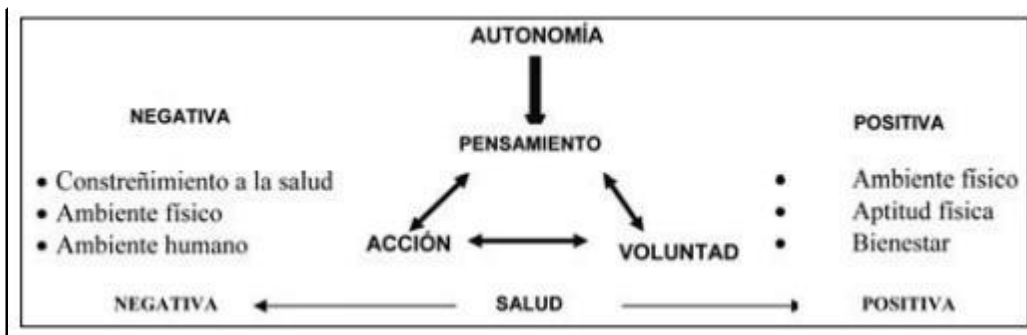 AUTONOMÍA
NEGATIVA
POSITIVA
PENSAMIENTO
• Constreñimiento a la salud
• Ambiente físico
• Ambiente humano
• Ambiente físico
• Aptitud física
• Bienestar
ACCIÓN
VOLUNTAD
NEGATIVA SALUD POSITIVA